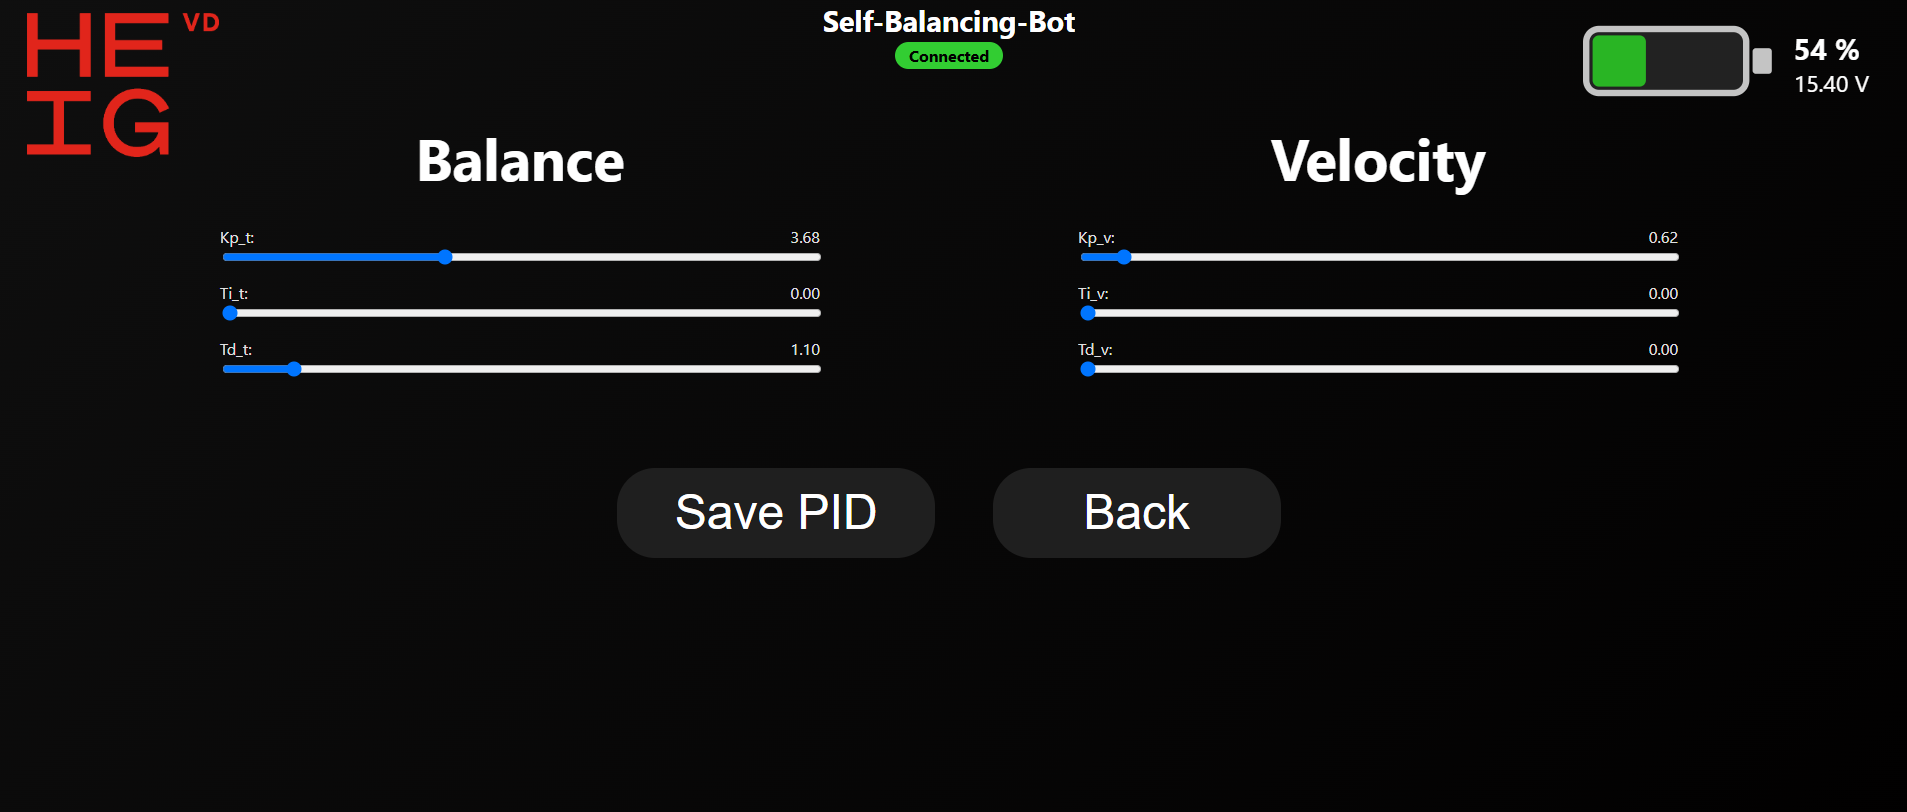 HE VD
IG
Self-Balancing-Bot
Connected
54 %
15.40 V
Balance
Kp_t: 3.68
Ti_t: 0.00
Td_t: 1.10
Velocity
Kp_v: 0.62
Ti_v: 0.00
Td_v: 0.00
Save PID
Back